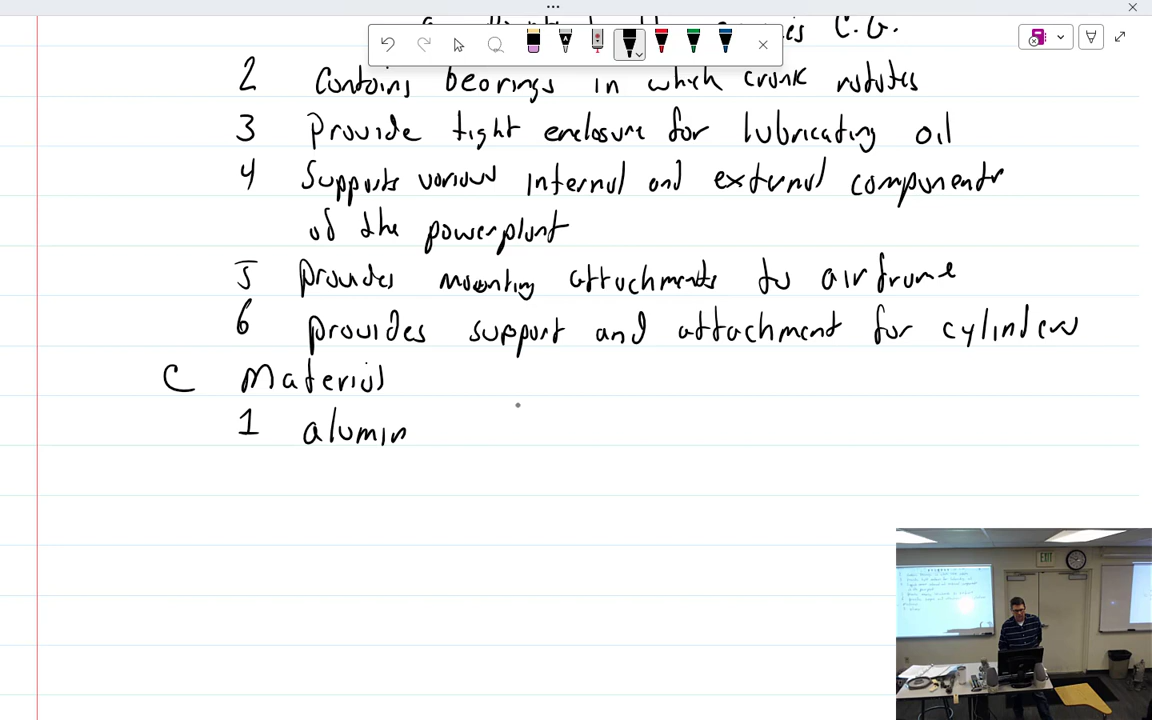 C.G.
2 Contains bearings in which crank rotates
3 Provide tight enclosure for lubricating oil
4 Supports various internal and external components
of the powerplant
5 provides mounting attachments to airframe
6 provides support and attachment for cylinders
C Material
1 alumin
EXIT